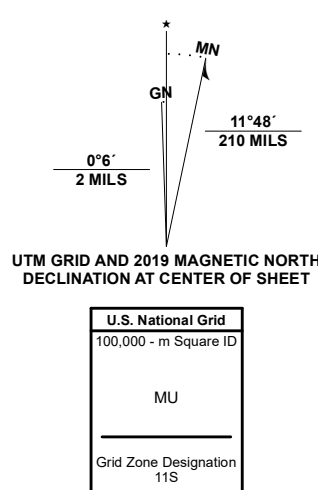 ★
MN
GN
11°48´
210 MILS
0°6´
2 MILS
UTM GRID AND 2019 MAGNETIC NORTH
DECLINATION AT CENTER OF SHEET
U.S. National Grid
100,000 - m Square ID
MU
Grid Zone Designation
11S